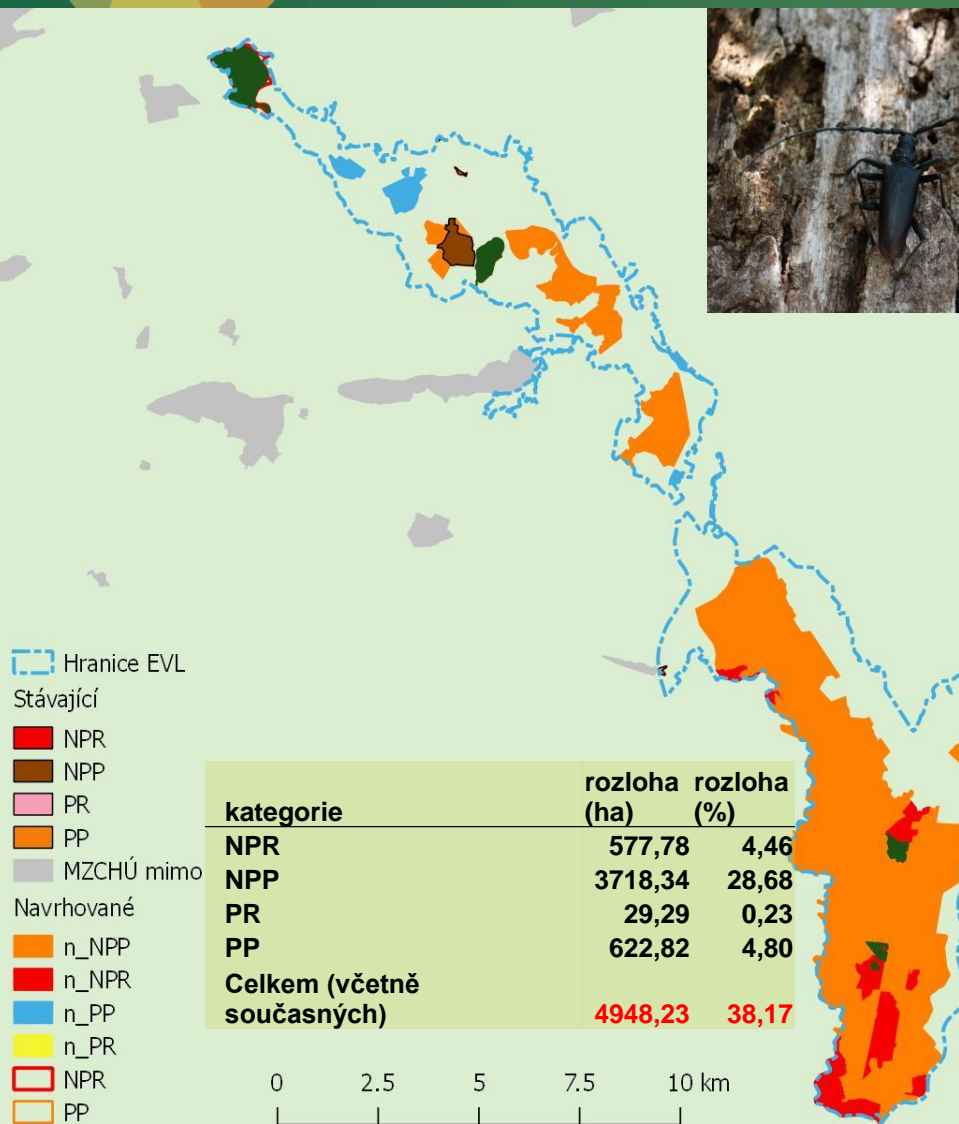 Hranice EVL
Stávající
NPR
NPP
PR
PP
MZCHÚ mimo
Navrhované
n_NPP
n_NPR
n_PP
n_PR
NPR
PP
kategorie rozloha (ha) rozloha (%)
NPR 577,78 4,46
NPP 3718,34 28,68
PR 29,29 0,23
PP 622,82 4,80
Celkem (včetně
současných) 4948,23 38,17
0 2.5 5 7.5 10 km